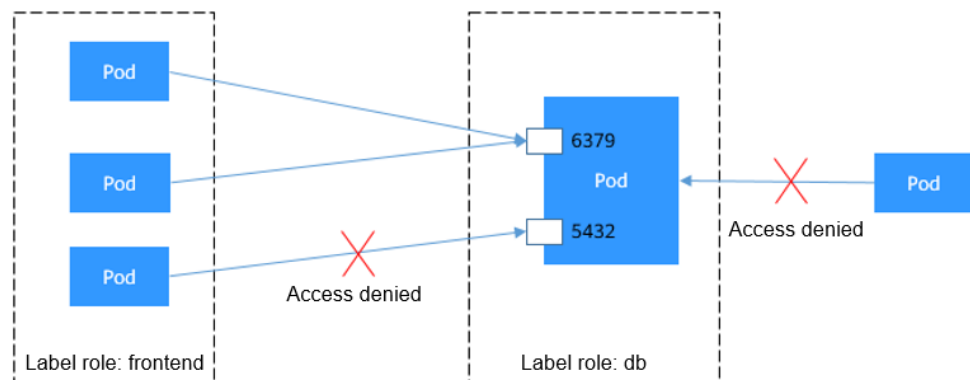 Pod
6379
Pod
Pod
Pod
5432
Access denied
Pod
Access denied
Label role: frontend
Label role: db